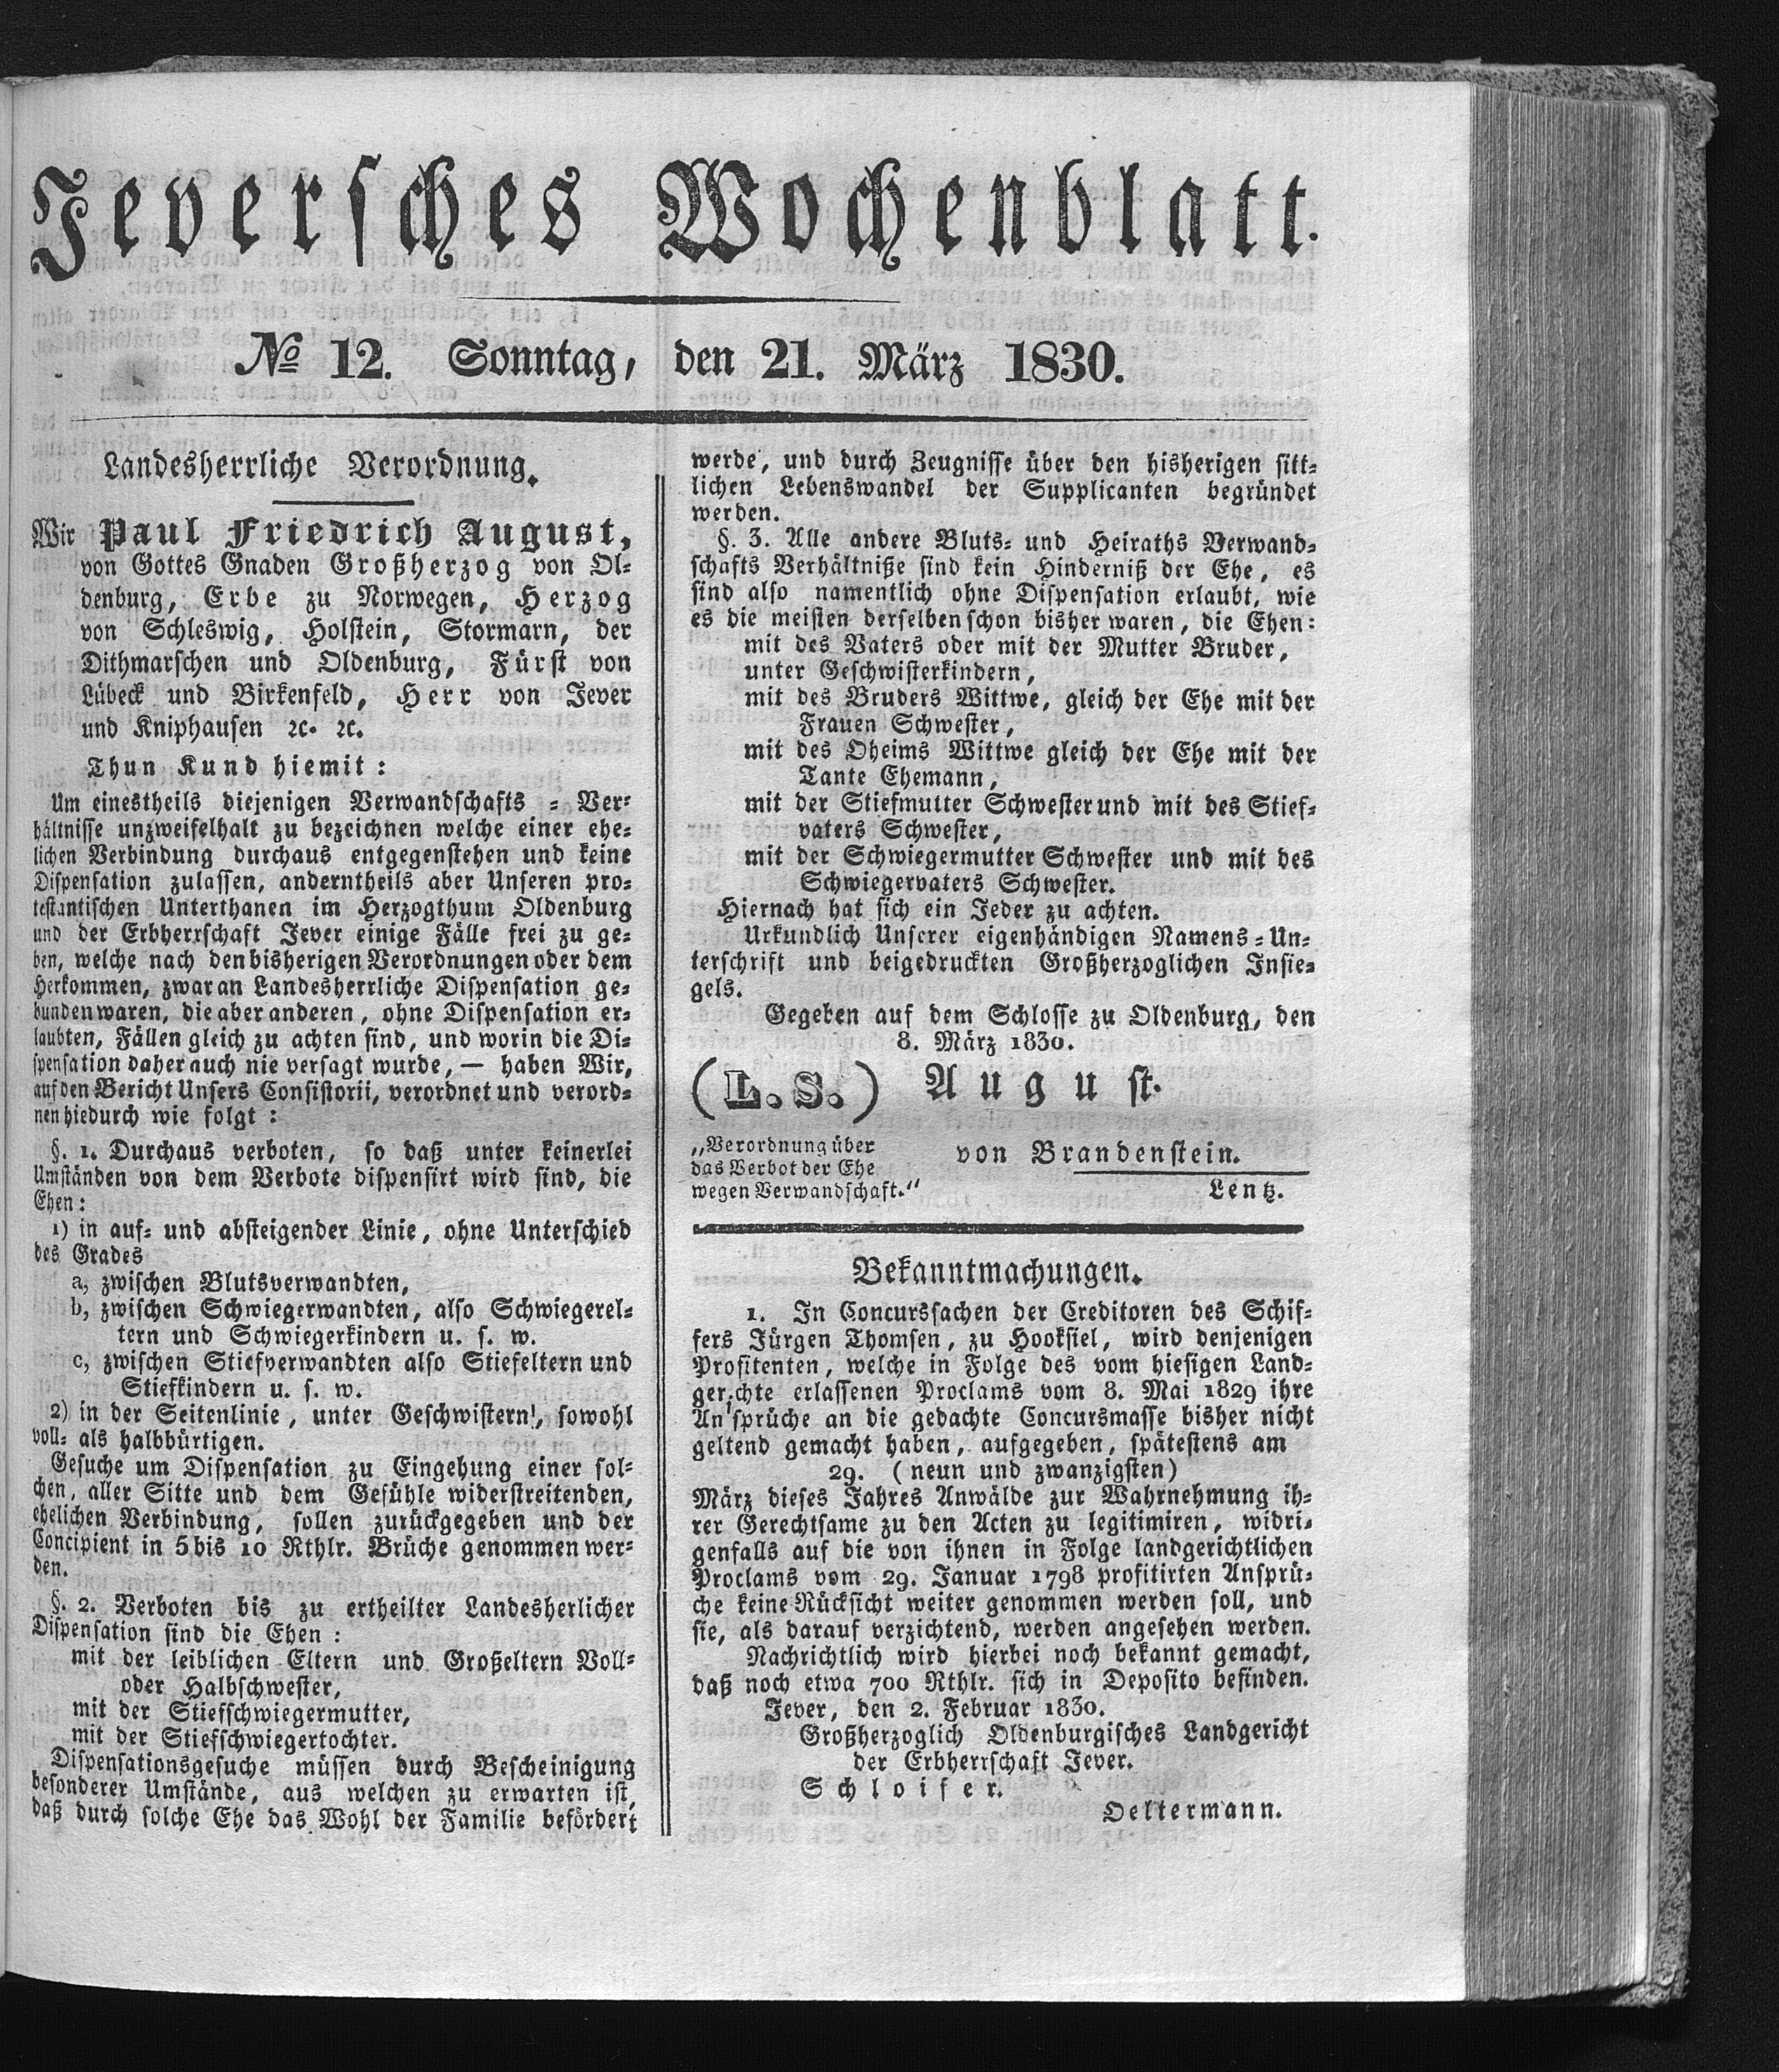 Jeversches Wochenblatt.
№ 12. Sonntag, den 21. März 1830.
Landesherrliche Verordnung.
Wir Paul Friedrich August,
von Gottes Gnaden Großherzog von Ol-
denburg, Erbe zu Norwegen, Herzog
von Schleswig, Holstein, Stormarn, der
Dithmarschen und Oldenburg, Fürst von
Lübeck und Birkenfeld, Herr von Jever
und Kniphausen ꝛc. ꝛc.
Thun Kund hiemit:
Um einestheils diejenigen Verwandschafts-Ver-
hältnisse unzweifelhalt zu bezeichnen welche einer ehe-
lichen Verbindung durchaus entgegenstehen und keine
Dispensation zulassen, anderntheils aber Unseren pro-
testantischen Unterthanen im Herzogthum Oldenburg
und der Erbherrschaft Jever einige Fälle frei zu ge-
ben, welche nach den bisherigen Verordnungen oder dem
Herkommen, zwar an Landesherrliche Dispensation ge-
bunden waren, die aber anderen, ohne Dispensation er-
laubten, Fällen gleich zu achten sind, und worin die Di-
spensation daher auch nie versagt wurde, — haben Wir,
auf den Bericht Unsers Consistorii, verordnet und verord-
nen hiedurch wie folgt:
§. 1. Durchaus verboten, so daß unter keinerlei
Umständen von dem Verbote dispensirt wird sind, die
Ehen:
1) in auf- und absteigender Linie, ohne Unterschied
des Grades
a, zwischen Blutsverwandten,
b, zwischen Schwiegerwandten, also Schwiegerel-
tern und Schwiegerkindern u. s. w.
c, zwischen Stiefverwandten also Stiefeltern und
Stiefkindern u. s. w.
2) in der Seitenlinie, unter Geschwistern, sowohl
voll- als halbbürtigen.
Gesuche um Dispensation zu Eingehung einer sol-
chen, aller Sitte und dem Gefühle widerstreitenden,
ehelichen Verbindung, sollen zurückgegeben und der
Concipient in 5 bis 10 Rthlr. Brüche genommen wer-
den.
§. 2. Verboten bis zu ertheilter Landesherlicher
Dispensation sind die Ehen:
mit der leiblichen Eltern und Großeltern Voll-
oder Halbschwester,
mit der Stiefschwiegermutter,
mit der Stiefschwiegertochter.
Dispensationsgesuche müssen durch Bescheinigung
besonderer Umstände, aus welchen zu erwarten ist,
daß durch solche Ehe das Wohl der Familie befördert
werde, und durch Zeugnisse über den hisherigen sitt-
lichen Lebenswandel der Supplicanten begründet
werden.
§. 3. Alle andere Bluts- und Heiraths Verwand-
schafts Verhältniße sind kein Hinderniß der Ehe, es
sind also namentlich ohne Dispensation erlaubt, wie
es die meisten derselben schon bisher waren, die Ehen:
mit des Vaters oder mit der Mutter Bruder,
unter Geschwisterkindern,
mit des Bruders Wittwe, gleich der Ehe mit der
Frauen Schwester,
mit des Oheims Wittwe gleich der Ehe mit der
Tante Ehemann,
mit der Stiefmutter Schwester und mit des Stief-
vaters Schwester,
mit der Schwiegermutter Schwester und mit des
Schwiegervaters Schwester.
Hiernach hat sich ein Jeder zu achten.
Urkundlich Unserer eigenhändigen Namens-Un-
terschrift und beigedruckten Großherzoglichen Insie-
gels.
Gegeben auf dem Schlosse zu Oldenburg, den
8. März 1830.
(L. S.) August.
„Verordnung über
das Verbot der Ehe
wegen Verwandschaft.“
von Brandenstein.
Lentz.
Bekanntmachungen.
1. In Concurssachen der Creditoren des Schif-
fers Jürgen Thomsen, zu Hooksiel, wird denjenigen
Profitenten, welche in Folge des vom hiesigen Land-
gerichte erlassenen Proclams vom 8. Mai 1829 ihre
Ansprüche an die gedachte Concursmasse bisher nicht
geltend gemacht haben, aufgegeben, spätestens am
29. (neun und zwanzigsten)
März dieses Jahres Anwälde zur Wahrnehmung ih-
rer Gerechtsame zu den Acten zu legitimiren, widri-
genfalls auf die von ihnen in Folge landgerichtlichen
Proclams vom 29. Januar 1798 profitirten Ansprü-
che keine Rücksicht weiter genommen werden soll, und
sie, als darauf verzichtend, werden angesehen werden.
Nachrichtlich wird hierbei noch bekannt gemacht,
daß noch etwa 700 Rthlr. sich in Deposito befinden.
Jever, den 2. Februar 1830.
Großherzoglich Oldenburgisches Landgericht
der Erbherrschaft Jever.
Schloifer.
Oeltermann.